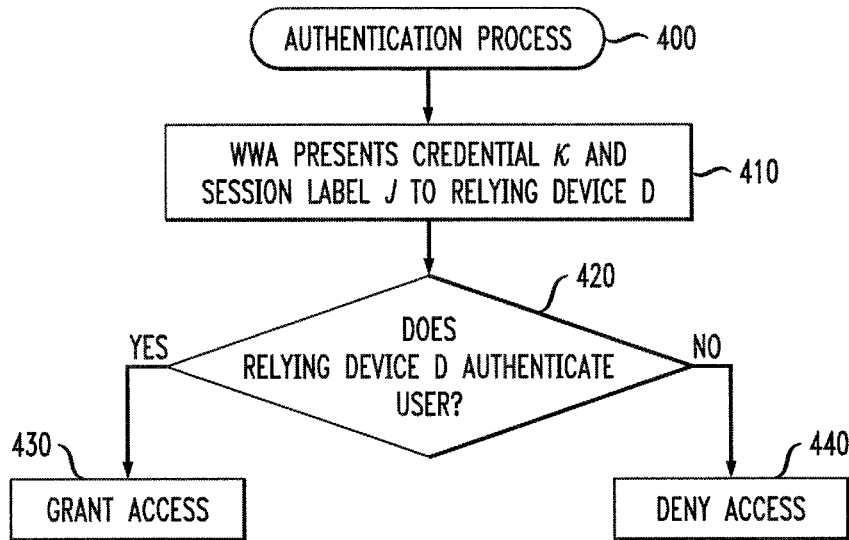 AUTHENTICATION PROCESS
400
WWA PRESENTS CREDENTIAL K AND
SESSION LABEL J TO RELYING DEVICE D
410
420
DOES
RELYING DEVICE D AUTHENTICATE
USER?
YES
NO
430
GRANT ACCESS
440
DENY ACCESS